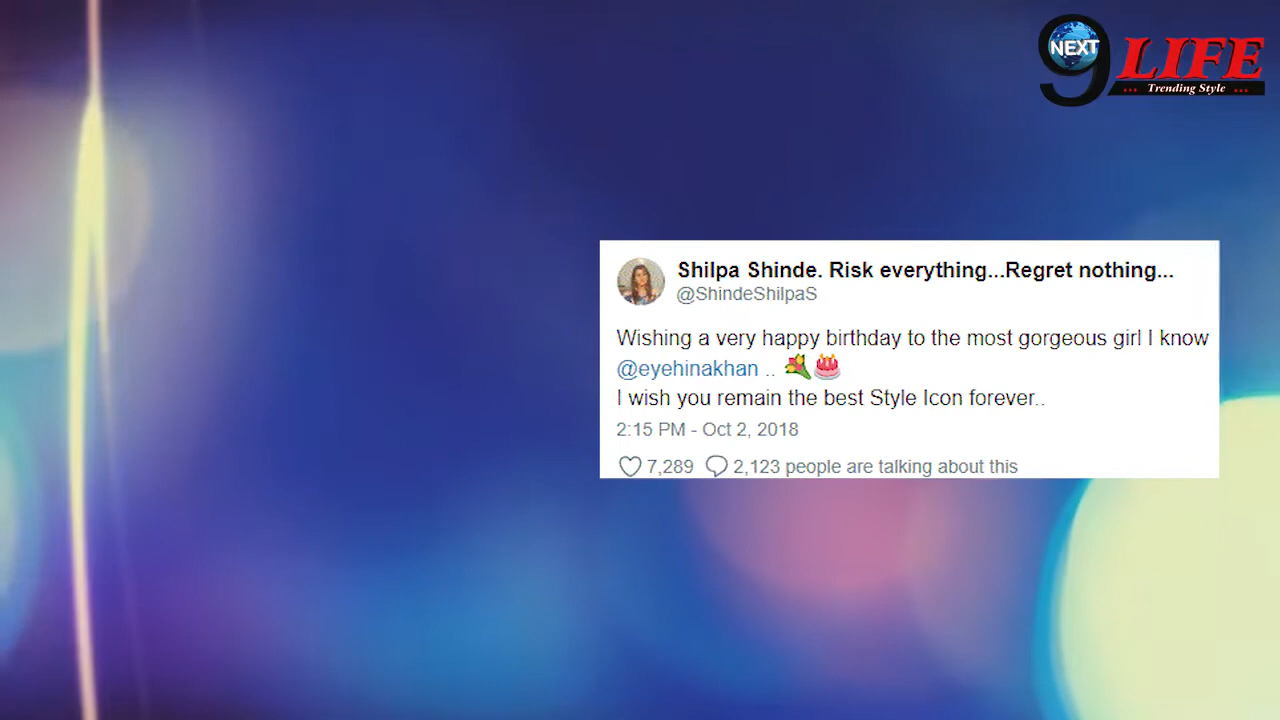 9 NEXT LIFE
... Trending Style ...
Shilpa Shinde. Risk everything...Regret nothing...
@ShindeShilpaS
Wishing a very happy birthday to the most gorgeous girl I know
@eyehinakhan .. 💐🎂
I wish you remain the best Style Icon forever..
2:15 PM - Oct 2, 2018
7,289 2,123 people are talking about this